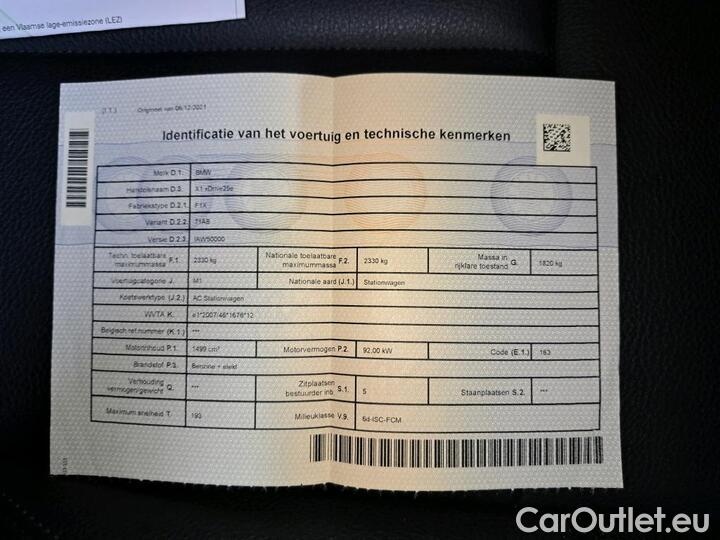 een Vlaamse lage-emissiezone (LEZ)
(I.T.) Origineel van 06/12/2021
Identificatie van het voertuig en technische kenmerken
Merk D.1. BMW
Handelsnaam D.3. X1 xDrive25e
Fabriekstype D.2.1. F1X
Variant D.2.2. 71AB
Versie D.2.3. IAW50000
Techn. toelaatbare maximummassa F.1. 2330 kg Nationale toelaatbare maximummassa F.2. 2330 kg Massa in rijklare toestand G. 1820 kg
Voertuigcategorie J. M1 Nationale aard (J.1.) Stationwagen
Koetswerktype (J.2.) AC Stationwagen
WVTA K. e1*2007/46*1676*12
Belgisch ref.nummer (K.1.) ***
Motorinhoud P.1. 1499 cm³ Motorvermogen P.2. 92.00 kW Code (E.1.) 163
Brandstof P.3. Benzine + elekt
Verhouding vermogen/gewicht Q. *** Zitplaatsen bestuurder inb. S.1. 5 Staanplaatsen S.2. ***
Maximum snelheid T. 193 Milieuklasse V.9. 6d-ISC-FCM
CarOutlet.eu